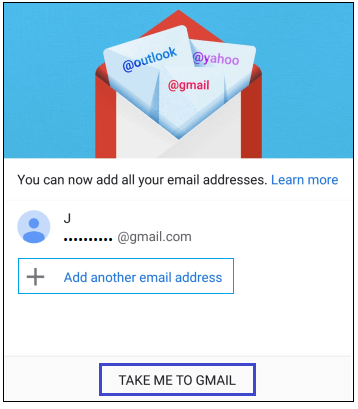 @outlook
@yahoo
@gmail
You can now add all your email addresses. Learn more
J
•••••••••• @gmail.com
Add another email address
TAKE ME TO GMAIL